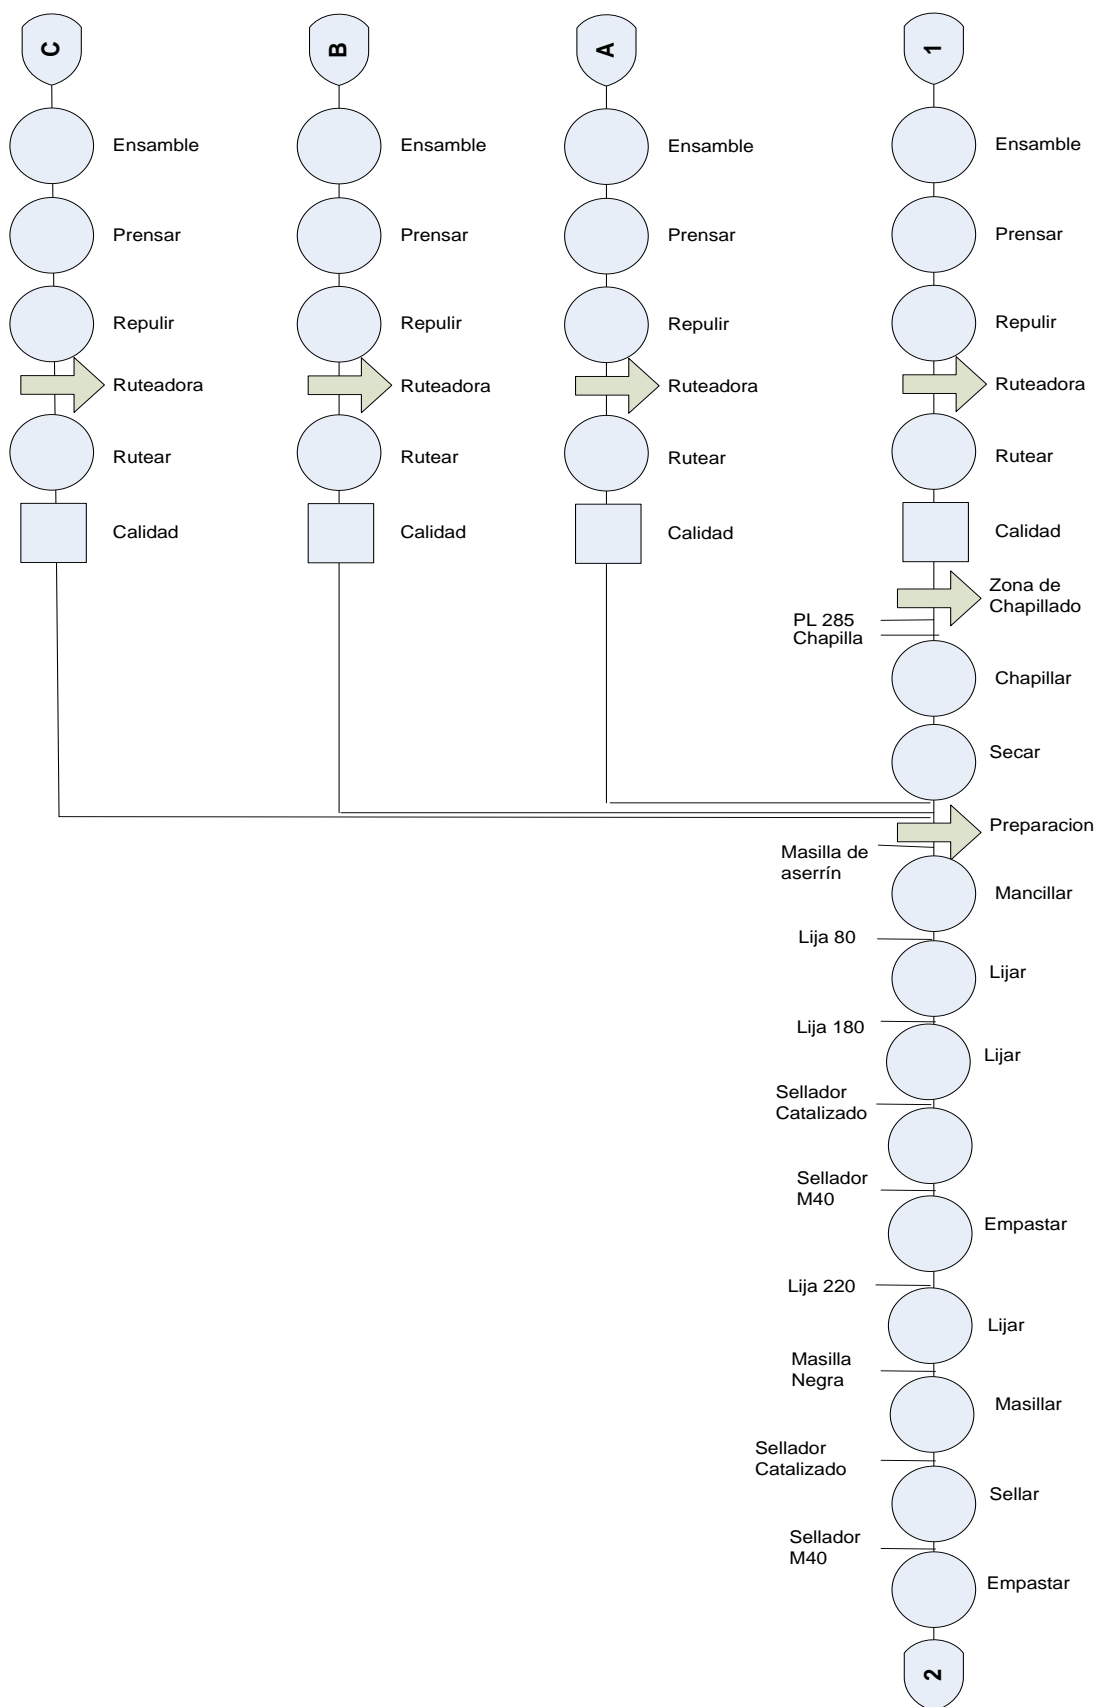 C
B
A
1
Ensamble
Ensamble
Ensamble
Ensamble
Prensar
Prensar
Prensar
Prensar
Repulir
Repulir
Repulir
Repulir
Ruteadora
Ruteadora
Ruteadora
Ruteadora
Rutear
Rutear
Rutear
Rutear
Calidad
Calidad
Calidad
Calidad
Zona de
Chapillado
PL 285
Chapilla
Chapillar
Secar
Preparacion
Masilla de
aserrín
Mancillar
Lija 80
Lijar
Lija 180
Lijar
Sellador
Catalizado
Sellador
M40
Empastar
Lija 220
Lijar
Masilla
Negra
Masillar
Sellador
Catalizado
Sellar
Sellador
M40
Empastar
2